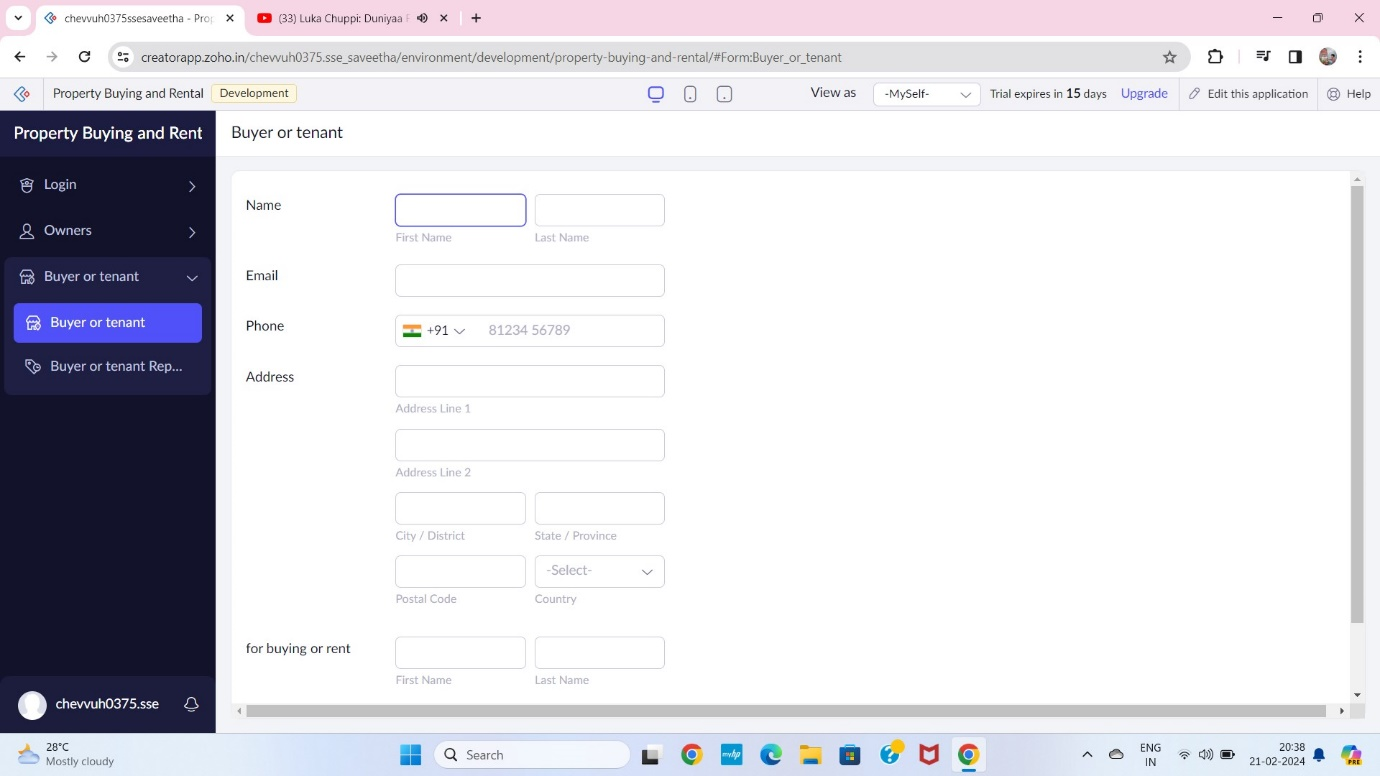 chevvuh0375ssesaveetha - Prop
(33) Luka Chuppi: Duniyaa F
creatorapp.zoho.in/chevvuh0375.sse_saveetha/environment/development/property-buying-and-rental/#Form:Buyer_or_tenant
Property Buying and Rental Development View as -MySelf- Trial expires in 15 days Upgrade Edit this application Help
Property Buying and Rent
Buyer or tenant
Login
Owners
Buyer or tenant
Buyer or tenant
Buyer or tenant Rep...
Name
First Name Last Name
Email
Phone +91 81234 56789
Address
Address Line 1
Address Line 2
City / District State / Province
-Select-
Postal Code Country
for buying or rent
First Name Last Name
chevvuh0375.sse
28°C
Mostly cloudy
Search
myhp
PRE
ENG
IN
20:38
21-02-2024